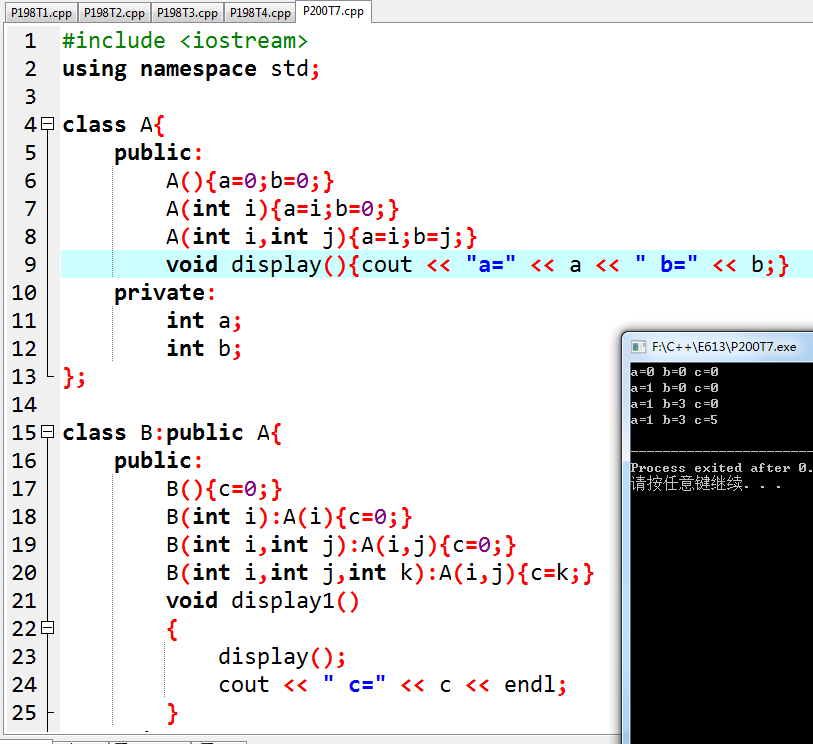 P198T1.cpp P198T2.cpp P198T3.cpp P198T4.cpp P200T7.cpp
1 #include <iostream>
2 using namespace std;
3
4 class A{
5 public:
6 A(){a=0;b=0;}
7 A(int i){a=i;b=0;}
8 A(int i,int j){a=i;b=j;}
9 void display(){cout << "a=" << a << " b=" << b;}
10 private:
11 int a;
12 int b;
13 };
14
15 class B:public A{
16 public:
17 B(){c=0;}
18 B(int i):A(i){c=0;}
19 B(int i,int j):A(i,j){c=0;}
20 B(int i,int j,int k):A(i,j){c=k;}
21 void display1()
22 {
23 display();
24 cout << " c=" << c << endl;
25 }
F:\C++\E613\P200T7.exe
a=0 b=0 c=0
a=1 b=0 c=0
a=1 b=3 c=0
a=1 b=3 c=5
--------------------------------
Process exited after 0.
请按任意键继续. . .